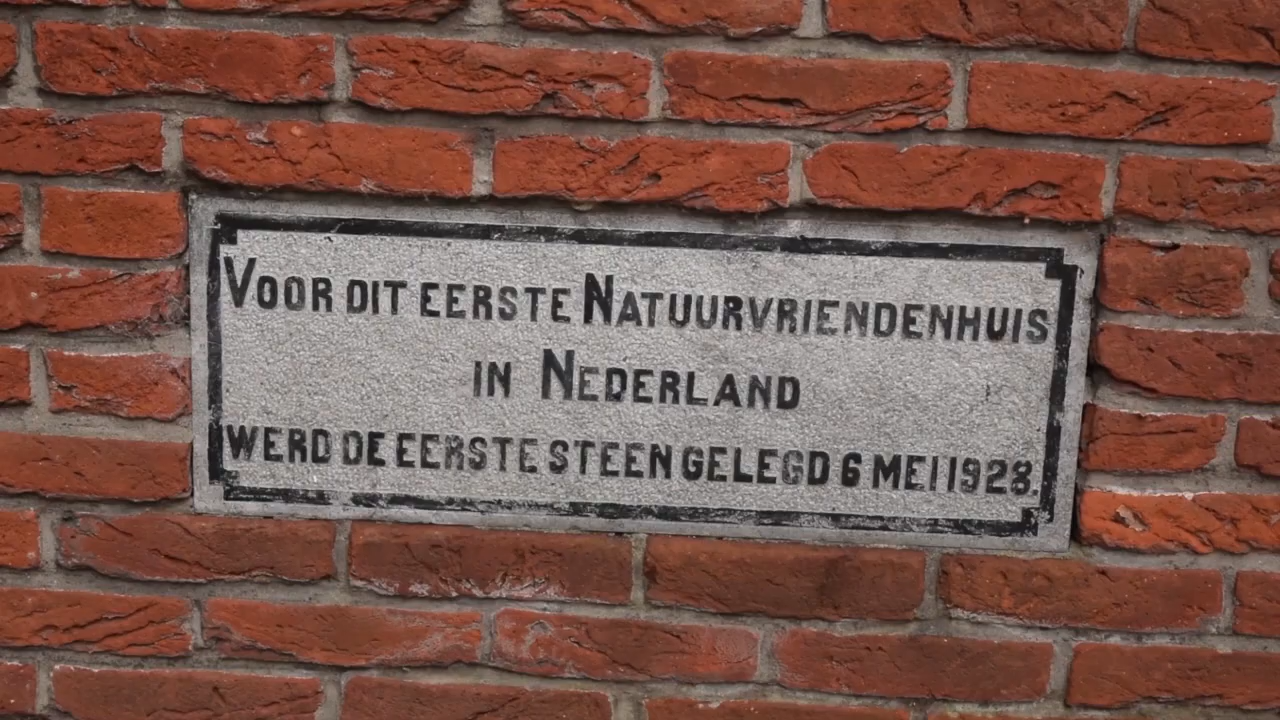 VOOR DIT EERSTE NATUURVRIENDENHUIS
IN NEDERLAND
WERD DE EERSTE STEEN GELEGD 6 MEI 1928.